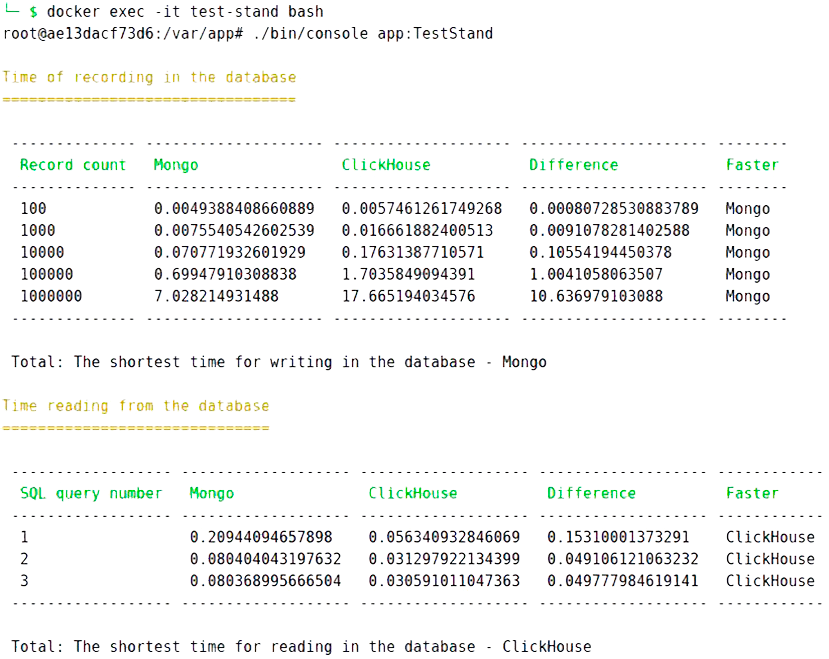 └─ $ docker exec -it test-stand bash
root@ae13dacf73d6:/var/app# ./bin/console app:TestStand
Time of recording in the database
=================================
-------------- -------------------- -------------------- --------------------- --------
Record count Mongo ClickHouse Difference Faster
-------------- -------------------- -------------------- --------------------- --------
100 0.0049388408660889 0.0057461261749268 0.00080728530883789 Mongo
1000 0.0075540542602539 0.016661882400513 0.0091078281402588 Mongo
10000 0.070771932601929 0.17631387710571 0.10554194450378 Mongo
100000 0.69947910308838 1.7035849094391 1.0041058063507 Mongo
1000000 7.028214931488 17.665194034576 10.636979103088 Mongo
-------------- -------------------- -------------------- --------------------- --------
Total: The shortest time for writing in the database - Mongo
Time reading from the database
==============================
------------------ ------------------- ------------------- ------------------- ------------
SQL query number Mongo ClickHouse Difference Faster
------------------ ------------------- ------------------- ------------------- ------------
1 0.20944094657898 0.056340932846069 0.15310001373291 ClickHouse
2 0.080404043197632 0.031297922134399 0.049106121063232 ClickHouse
3 0.080368995666504 0.030591011047363 0.049777984619141 ClickHouse
------------------ ------------------- ------------------- ------------------- ------------
Total: The shortest time for reading in the database - ClickHouse